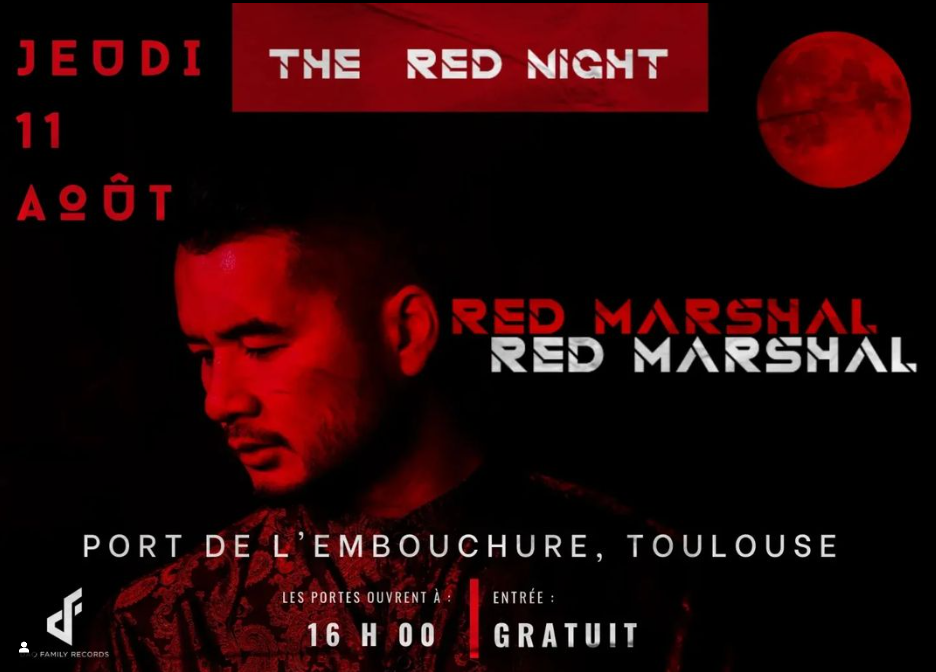 JEUDI
11
AOÛT
THE RED NIGHT
RED MARSHAL
RED MARSHAL
PORT DE L'EMBOUCHURE, TOULOUSE
LES PORTES OUVRENT À :
16 H 00
ENTRÉE :
GRATUIT
FAMILY RECORDS